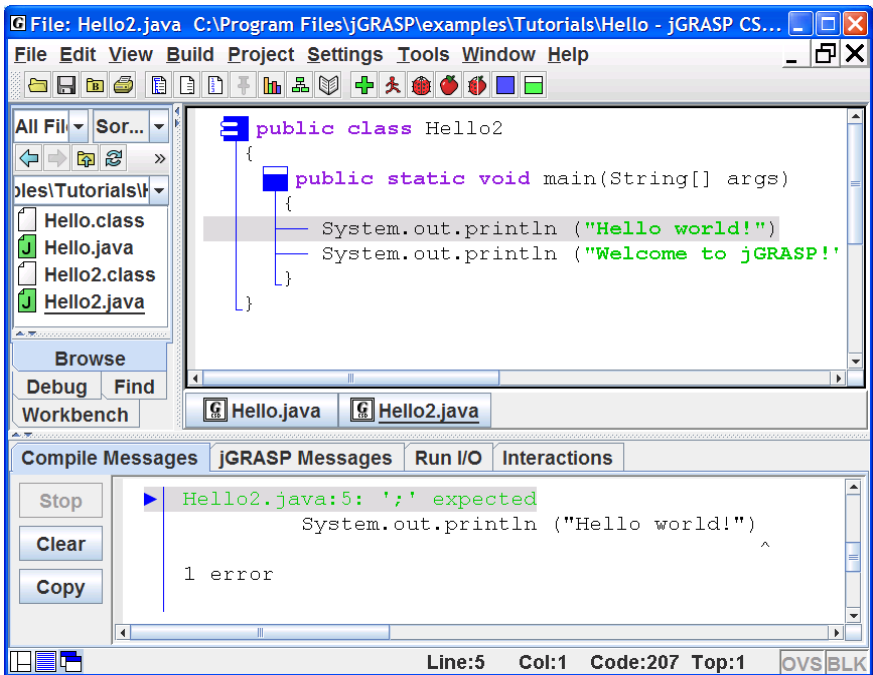 File: Hello2.java C:\Program Files\jGRASP\examples\Tutorials\Hello - jGRASP CS...
File Edit View Build Project Settings Tools Window Help
All Fil Sor...
ples\Tutorials\H
Hello.class
Hello.java
Hello2.class
Hello2.java
Browse
Debug Find
Workbench
public class Hello2
{
public static void main(String[] args)
{
System.out.println ("Hello world!")
System.out.println ("Welcome to jGRASP!"
}
}
Hello.java Hello2.java
Compile Messages jGRASP Messages Run I/O Interactions
Stop
Clear
Copy
Hello2.java:5: ';' expected
System.out.println ("Hello world!")
^
1 error
Line:5 Col:1 Code:207 Top:1 OVS BLK